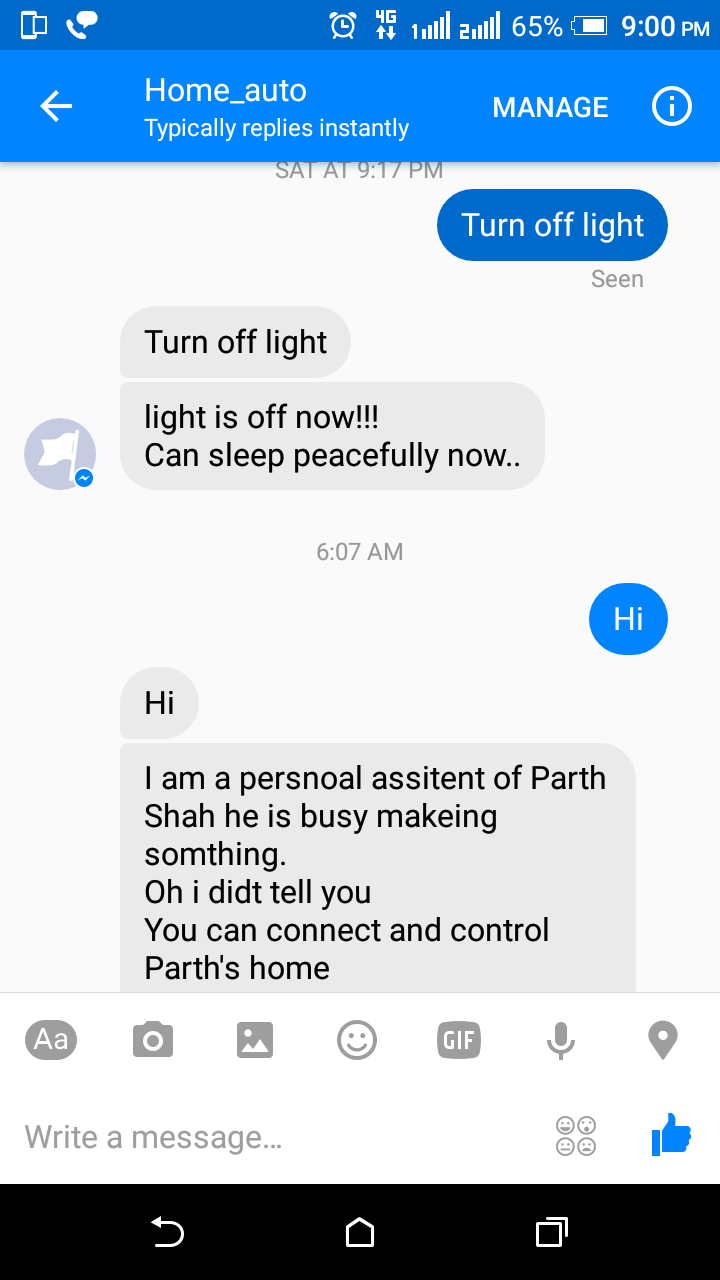 4G 1 2 65% 9:00 PM
Home_auto
MANAGE
Typically replies instantly
SAT AT 9:17 PM
Turn off light
Seen
Turn off light
light is off now!!!
Can sleep peacefully now..
6:07 AM
Hi
Hi
I am a persnoal assitent of Parth
Shah he is busy makeing
somthing.
Oh i didt tell you
You can connect and control
Parth's home
Aa
GIF
Write a message…